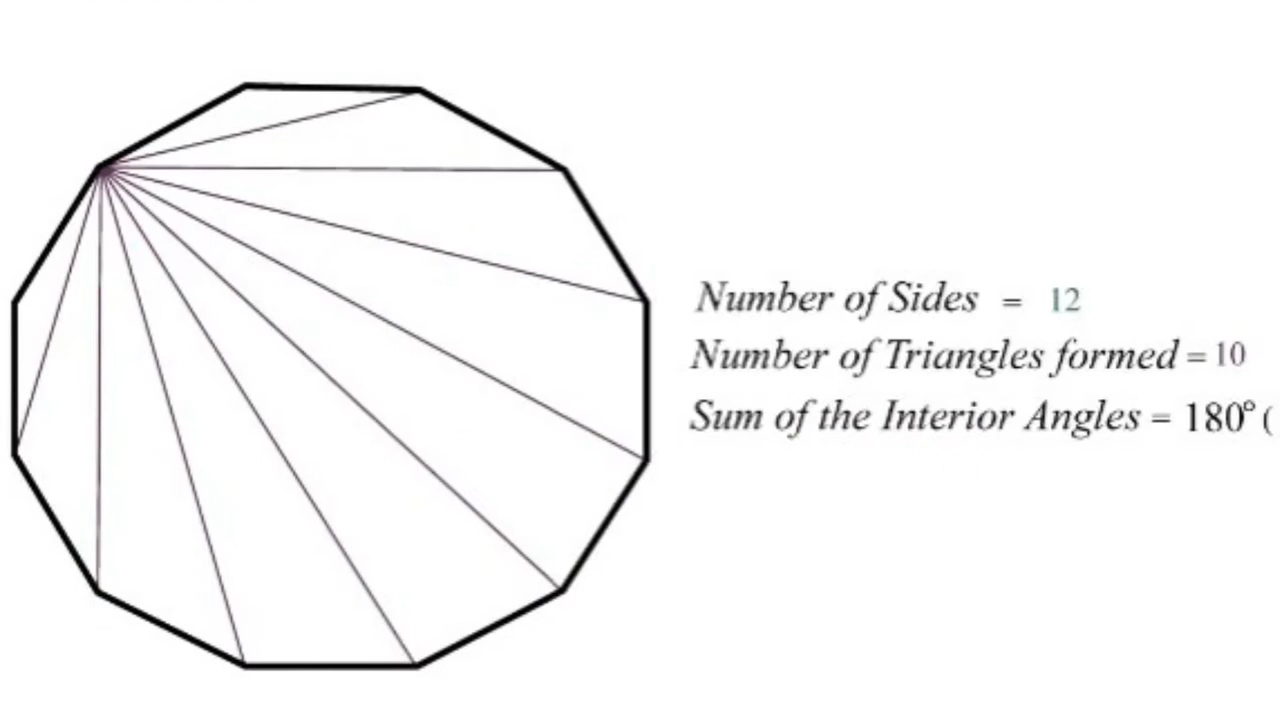 Number of Sides = 12
Number of Triangles formed = 10
Sum of the Interior Angles = 180° (